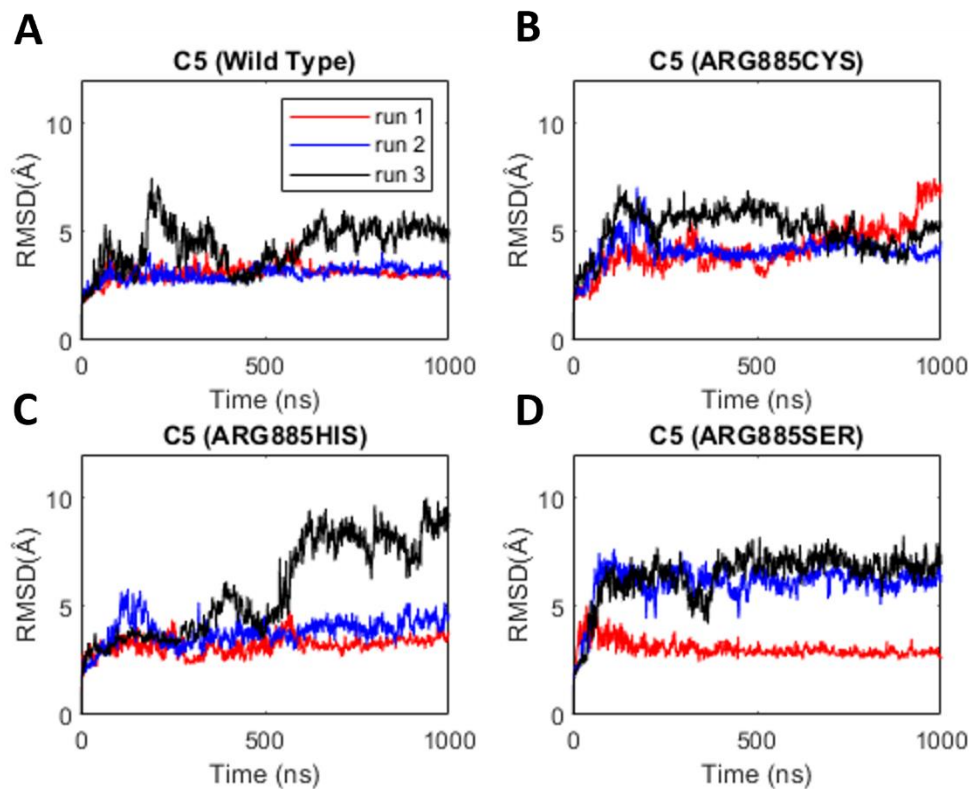 A
C5 (Wild Type)
RMSD(Å)
10
5
0
run 1
run 2
run 3
0 500 1000
Time (ns)
B
C5 (ARG885CYS)
RMSD(Å)
10
5
0
0 500 1000
Time (ns)
C
C5 (ARG885HIS)
RMSD(Å)
10
5
0
0 500 1000
Time (ns)
D
C5 (ARG885SER)
RMSD(Å)
10
5
0
0 500 1000
Time (ns)